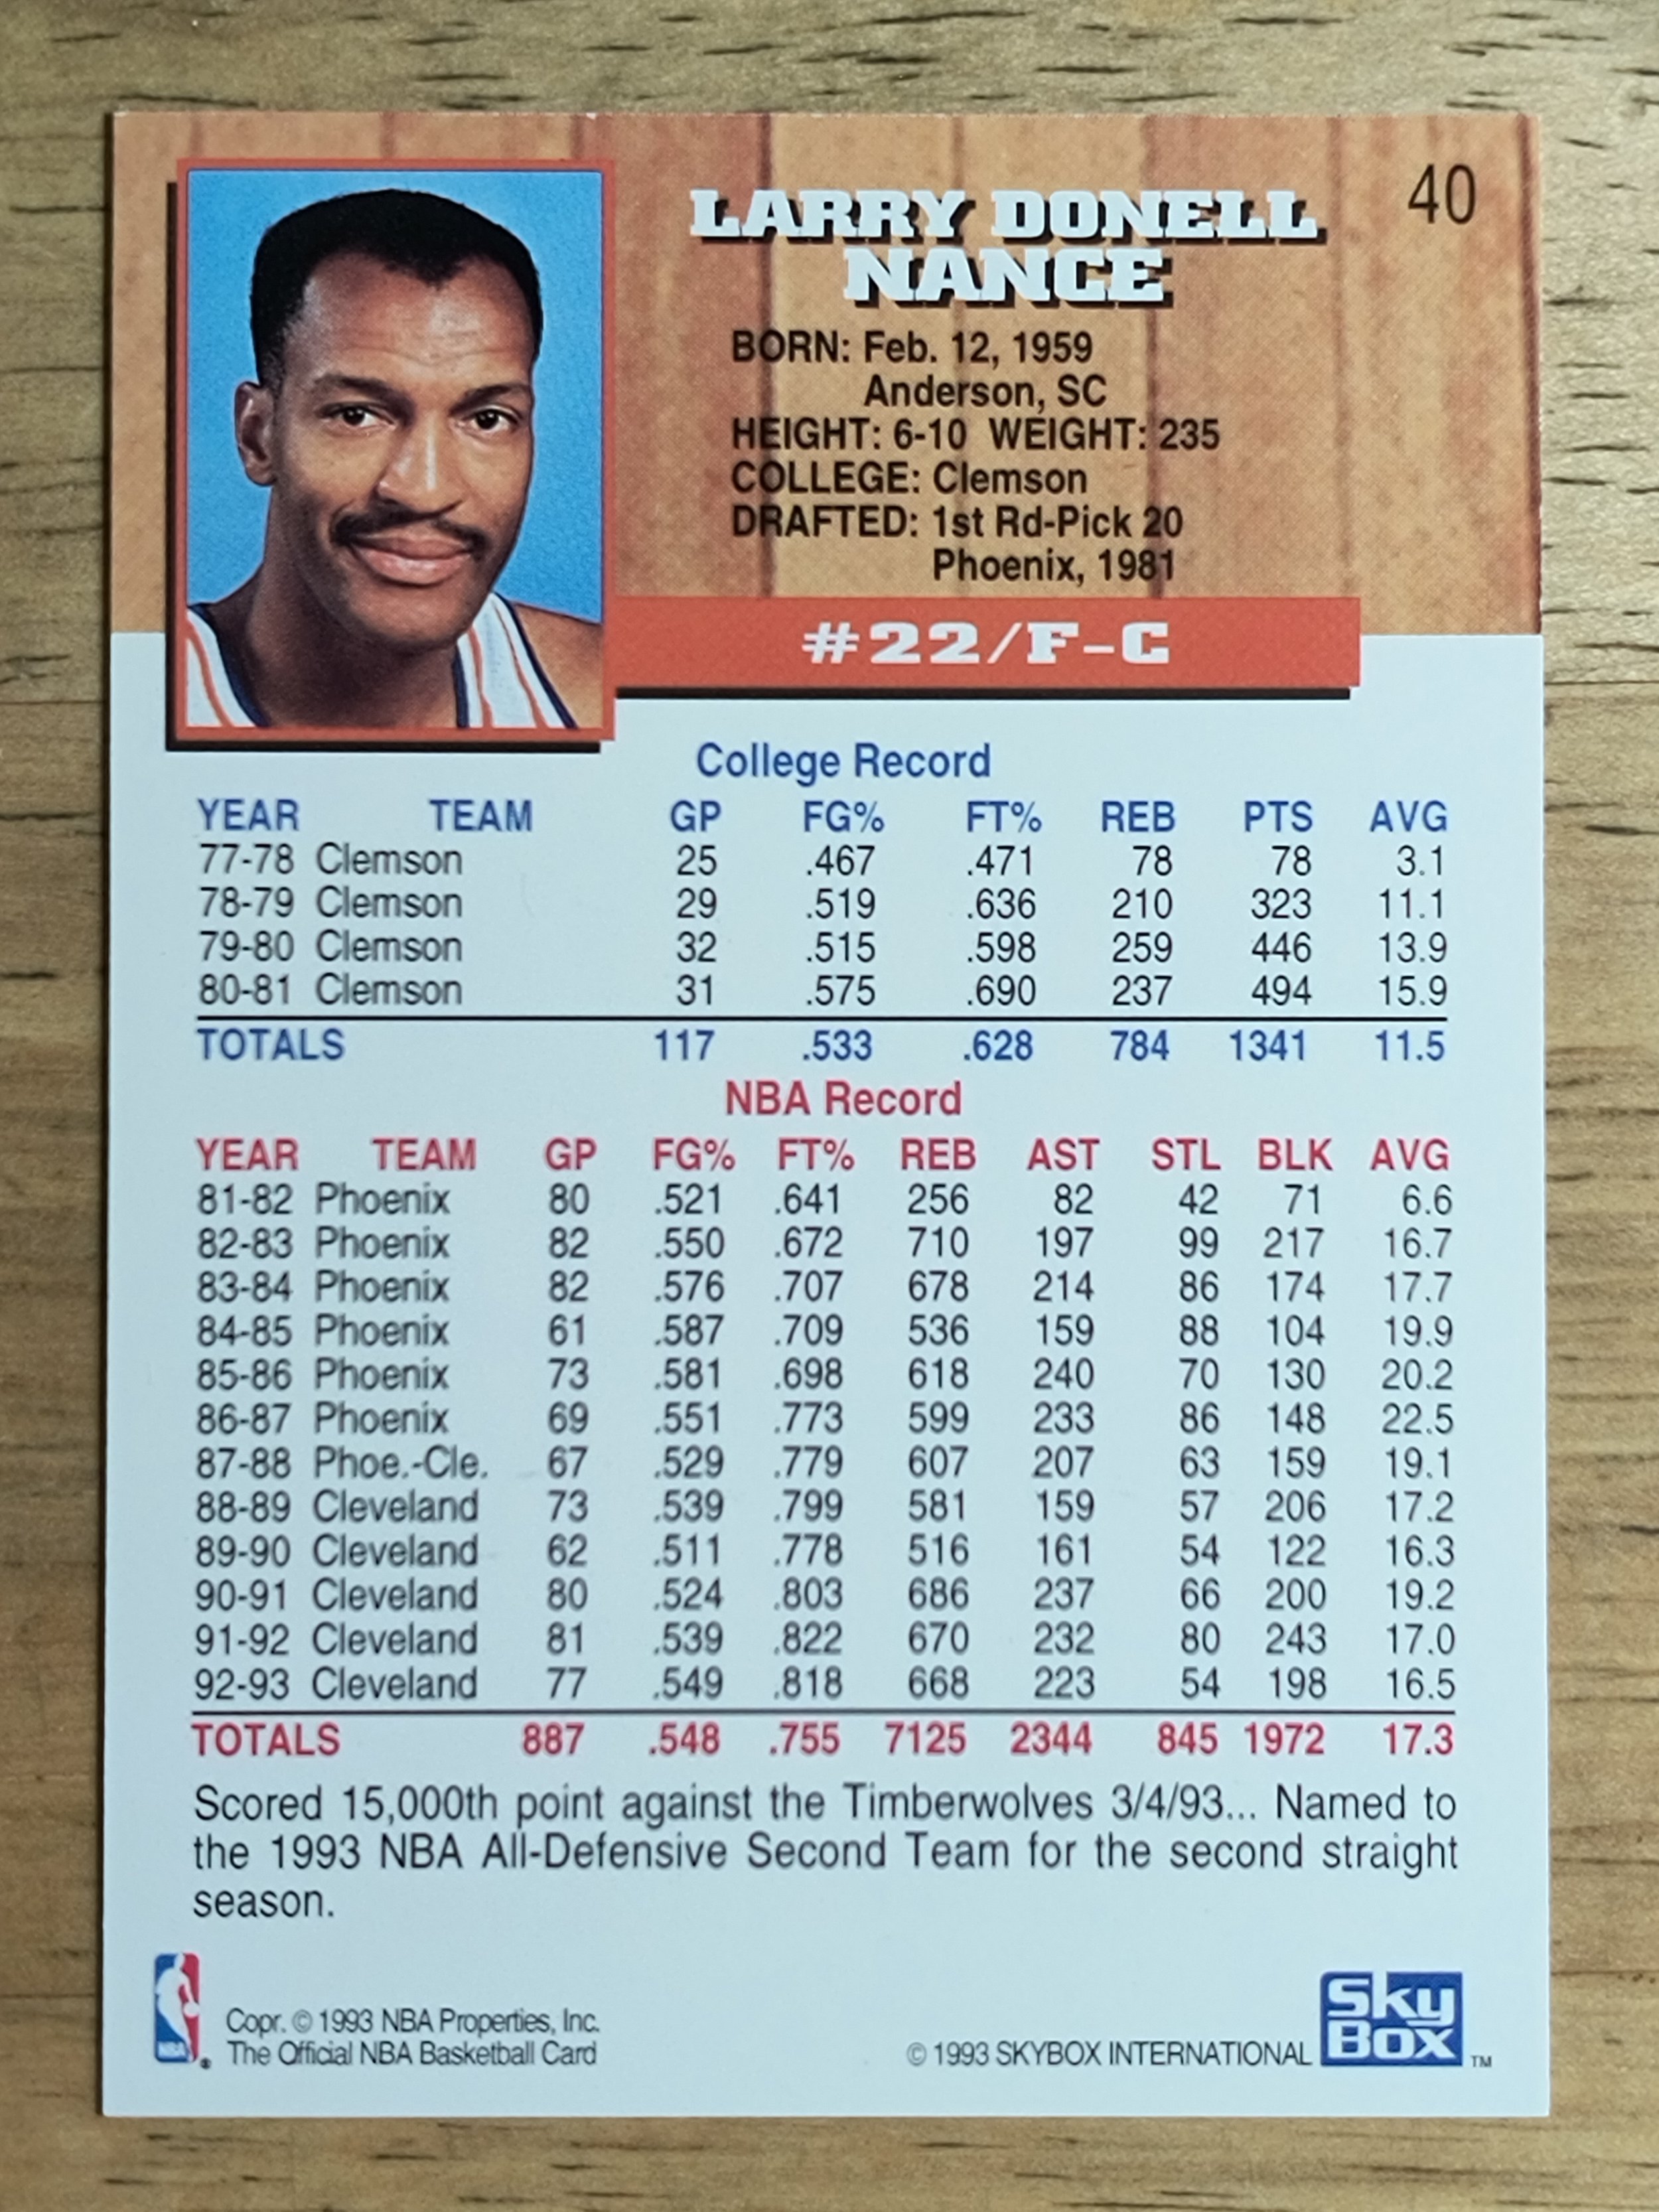 40
LARRY DONELL
NANCE
BORN: Feb. 12, 1959
Anderson, SC
HEIGHT: 6-10 WEIGHT: 235
COLLEGE: Clemson
DRAFTED: 1st Rd-Pick 20
Phoenix, 1981
#22/F-C
College Record
YEAR TEAM GP FG% FT% REB PTS AVG
77-78 Clemson 25 .467 .471 78 78 3.1
78-79 Clemson 29 .519 .636 210 323 11.1
79-80 Clemson 32 .515 .598 259 446 13.9
80-81 Clemson 31 .575 .690 237 494 15.9
TOTALS 117 .533 .628 784 1341 11.5
NBA Record
YEAR TEAM GP FG% FT% REB AST STL BLK AVG
81-82 Phoenix 80 .521 .641 256 82 42 71 6.6
82-83 Phoenix 82 .550 .672 710 197 99 217 16.7
83-84 Phoenix 82 .576 .707 678 214 86 174 17.7
84-85 Phoenix 61 .587 .709 536 159 88 104 19.9
85-86 Phoenix 73 .581 .698 618 240 70 130 20.2
86-87 Phoenix 69 .551 .773 599 233 86 148 22.5
87-88 Phoe.-Cle. 67 .529 .779 607 207 63 159 19.1
88-89 Cleveland 73 .539 .799 581 159 57 206 17.2
89-90 Cleveland 62 .511 .778 516 161 54 122 16.3
90-91 Cleveland 80 .524 .803 686 237 66 200 19.2
91-92 Cleveland 81 .539 .822 670 232 80 243 17.0
92-93 Cleveland 77 .549 .818 668 223 54 198 16.5
TOTALS 887 .548 .755 7125 2344 845 1972 17.3
Scored 15,000th point against the Timberwolves 3/4/93... Named to
the 1993 NBA All-Defensive Second Team for the second straight
season.
NBA ®
Copr. © 1993 NBA Properties, Inc.
The Official NBA Basketball Card
© 1993 SKYBOX INTERNATIONAL
Sky
Box ™